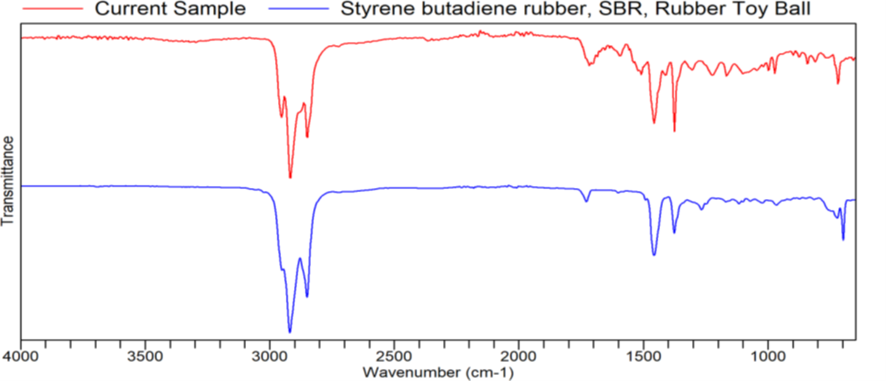 Current Sample Styrene butadiene rubber, SBR, Rubber Toy Ball
Transmittance
4000 3500 3000 2500 2000 1500 1000
Wavenumber (cm-1)